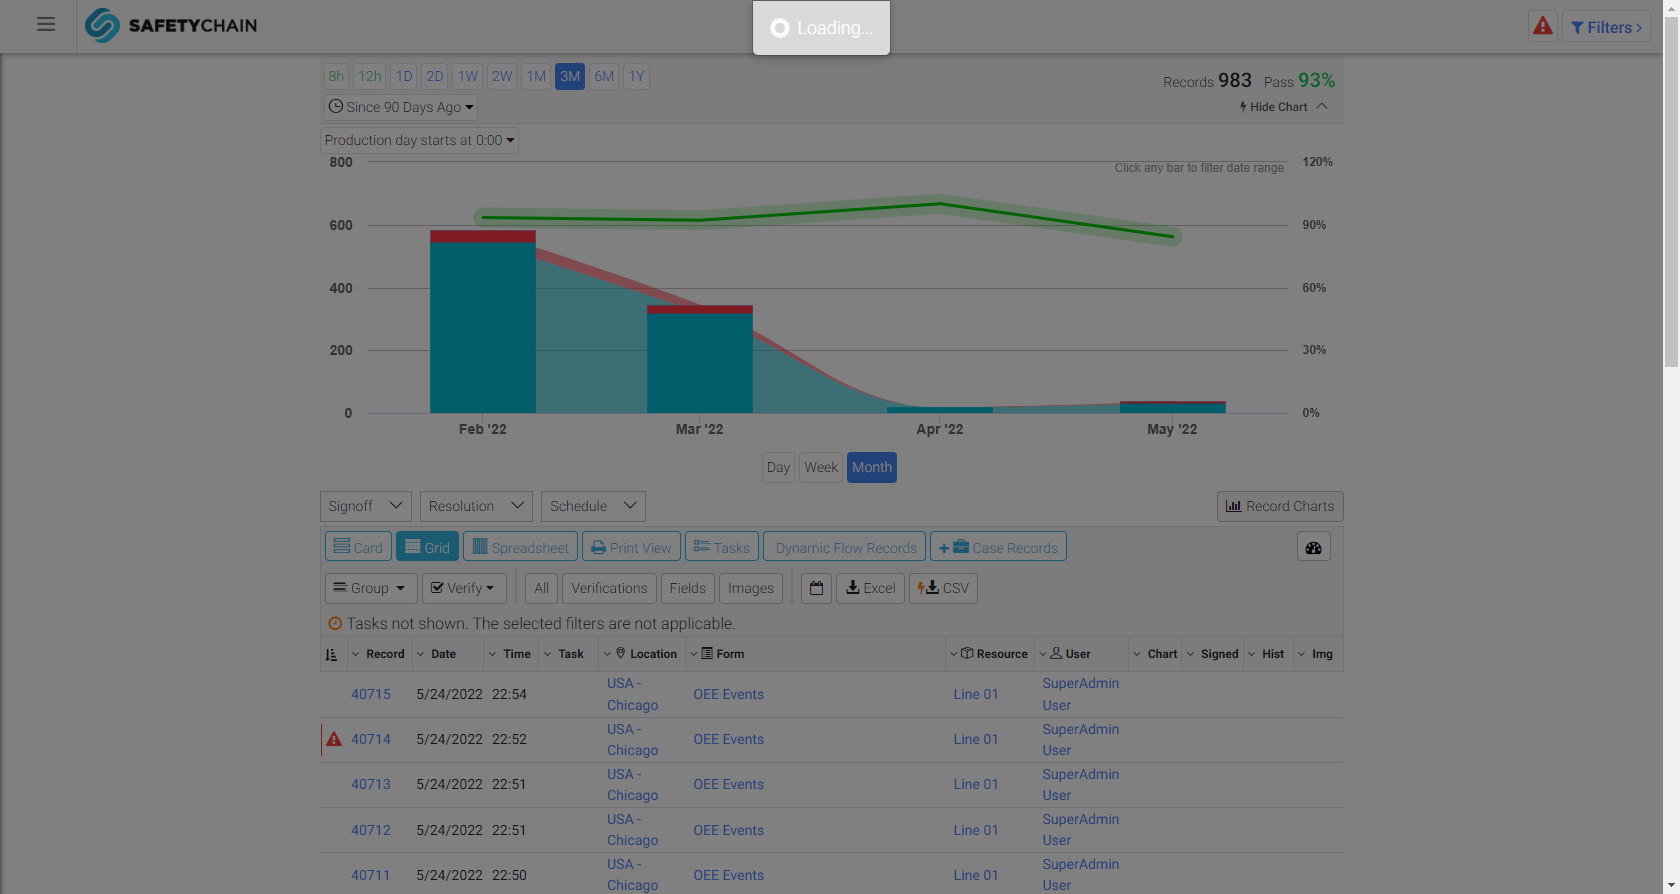 SAFETYCHAIN
Loading...
Filters
8h 12h 1D 2D 1W 2W 1M 3M 6M 1Y
Records 983 Pass 93%
Since 90 Days Ago
Hide Chart
Production day starts at 0:00
Click any bar to filter date range
800 120%
600 90%
400 60%
200 30%
0 0%
Feb '22 Mar '22 Apr '22 May '22
Day Week Month
Signoff Resolution Schedule Record Charts
Card Grid Spreadsheet Print View Tasks Dynamic Flow Records + Case Records
Group Verify All Verifications Fields Images Excel CSV
Tasks not shown. The selected filters are not applicable.
Record Date Time Task Location Form Resource User Chart Signed Hist Img
40715 5/24/2022 22:54 USA - Chicago OEE Events Line 01 SuperAdmin User
40714 5/24/2022 22:52 USA - Chicago OEE Events Line 01 SuperAdmin User
40713 5/24/2022 22:51 USA - Chicago OEE Events Line 01 SuperAdmin User
40712 5/24/2022 22:51 USA - Chicago OEE Events Line 01 SuperAdmin User
40711 5/24/2022 22:50 USA - Chicago OEE Events Line 01 SuperAdmin User